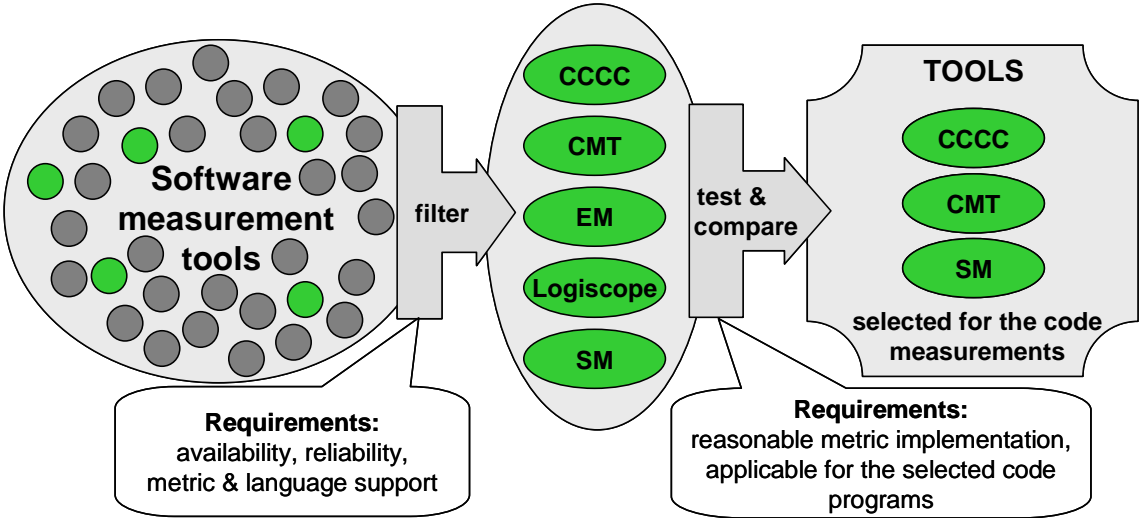 Software
measurement
tools
filter
CCCC
CMT
EM
Logiscope
SM
test &
compare
TOOLS
CCCC
CMT
SM
selected for the code
measurements
Requirements:
availability, reliability,
metric & language support
Requirements:
reasonable metric implementation,
applicable for the selected code
programs